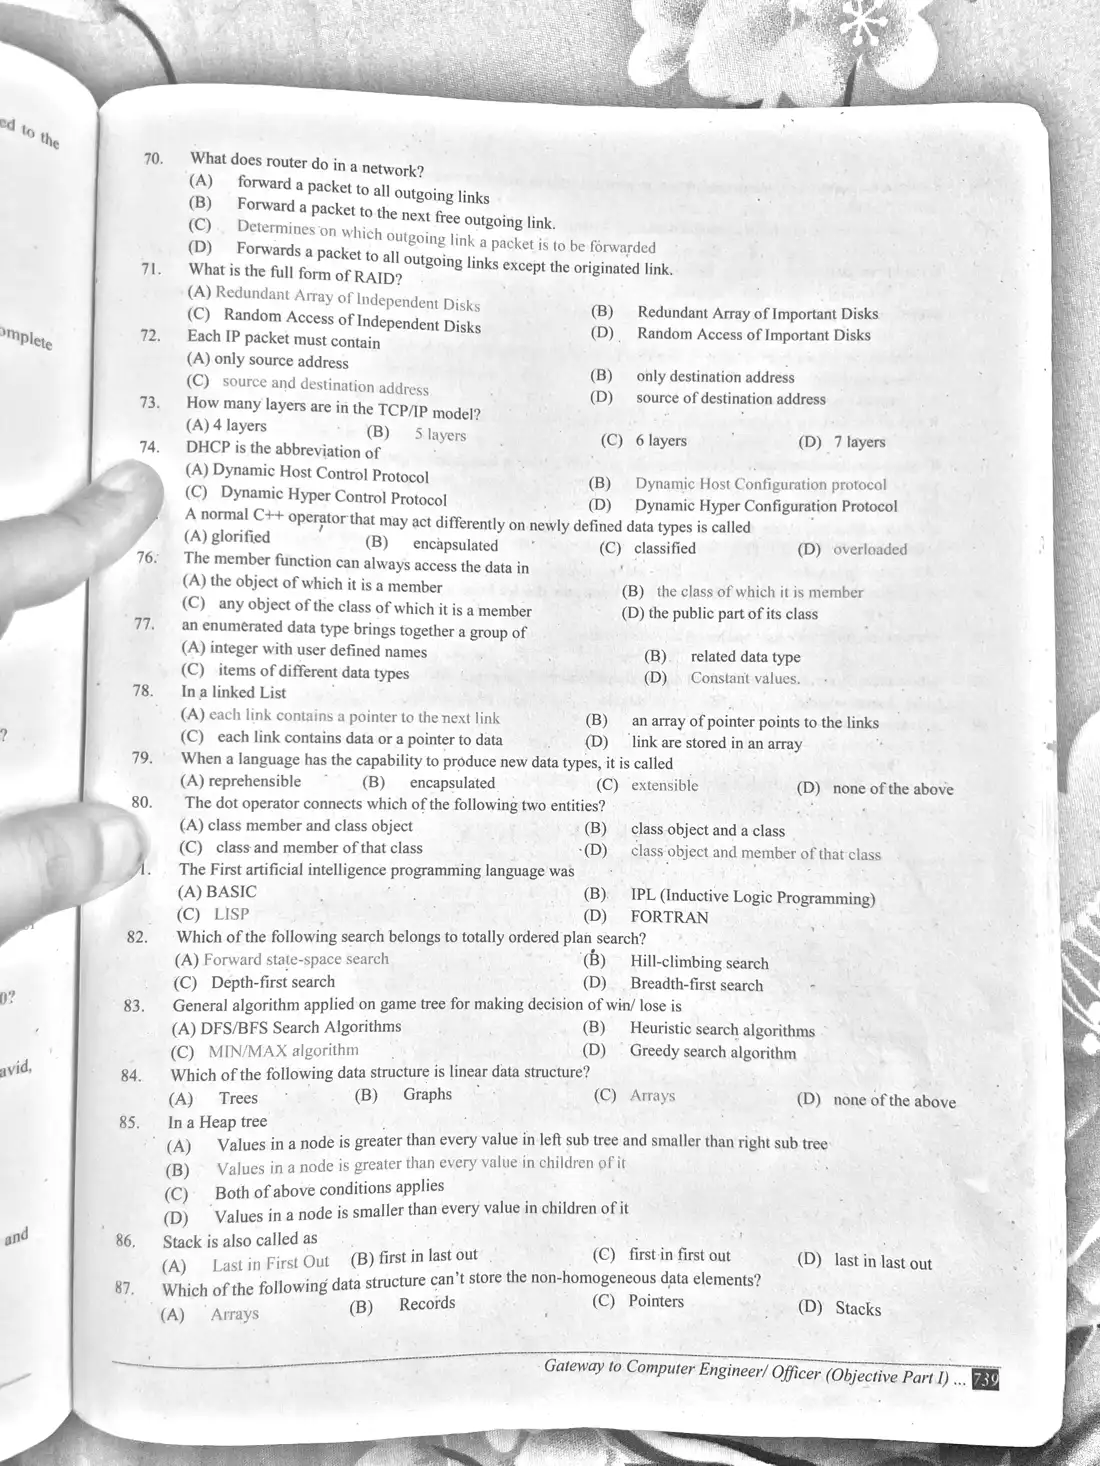 ed to the
omplete
?
0?
avid,
and
70. What does router do in a network?
(A) forward a packet to all outgoing links
(B) Forward a packet to the next free outgoing link.
(C) Determines on which outgoing link a packet is to be forwarded
(D) Forwards a packet to all outgoing links except the originated link.
71. What is the full form of RAID?
(A) Redundant Array of Independent Disks (B) Redundant Array of Important Disks
(C) Random Access of Independent Disks (D) Random Access of Important Disks
72. Each IP packet must contain
(A) only source address (B) only destination address
(C) source and destination address (D) source of destination address
73. How many layers are in the TCP/IP model?
(A) 4 layers (B) 5 layers (C) 6 layers (D) 7 layers
74. DHCP is the abbreviation of
(A) Dynamic Host Control Protocol (B) Dynamic Host Configuration protocol
(C) Dynamic Hyper Control Protocol (D) Dynamic Hyper Configuration Protocol
A normal C++ operator that may act differently on newly defined data types is called
(A) glorified (B) encapsulated (C) classified (D) overloaded
76. The member function can always access the data in
(A) the object of which it is a member (B) the class of which it is member
(C) any object of the class of which it is a member (D) the public part of its class
77. an enumerated data type brings together a group of
(A) integer with user defined names (B) related data type
(C) items of different data types (D) Constant values.
78. In a linked List
(A) each link contains a pointer to the next link (B) an array of pointer points to the links
(C) each link contains data or a pointer to data (D) link are stored in an array
79. When a language has the capability to produce new data types, it is called
(A) reprehensible (B) encapsulated (C) extensible (D) none of the above
80. The dot operator connects which of the following two entities?
(A) class member and class object (B) class object and a class
(C) class and member of that class (D) class object and member of that class
1. The First artificial intelligence programming language was
(A) BASIC (B) IPL (Inductive Logic Programming)
(C) LISP (D) FORTRAN
82. Which of the following search belongs to totally ordered plan search?
(A) Forward state-space search (B) Hill-climbing search
(C) Depth-first search (D) Breadth-first search
83. General algorithm applied on game tree for making decision of win/ lose is
(A) DFS/BFS Search Algorithms (B) Heuristic search algorithms
(C) MIN/MAX algorithm (D) Greedy search algorithm
84. Which of the following data structure is linear data structure?
(A) Trees (B) Graphs (C) Arrays (D) none of the above
85. In a Heap tree
(A) Values in a node is greater than every value in left sub tree and smaller than right sub tree
(B) Values in a node is greater than every value in children of it
(C) Both of above conditions applies
(D) Values in a node is smaller than every value in children of it
86. Stack is also called as
(A) Last in First Out (B) first in last out (C) first in first out (D) last in last out
87. Which of the following data structure can't store the non-homogeneous data elements?
(A) Arrays (B) Records (C) Pointers (D) Stacks
Gateway to Computer Engineer/ Officer (Objective Part I) ... 739